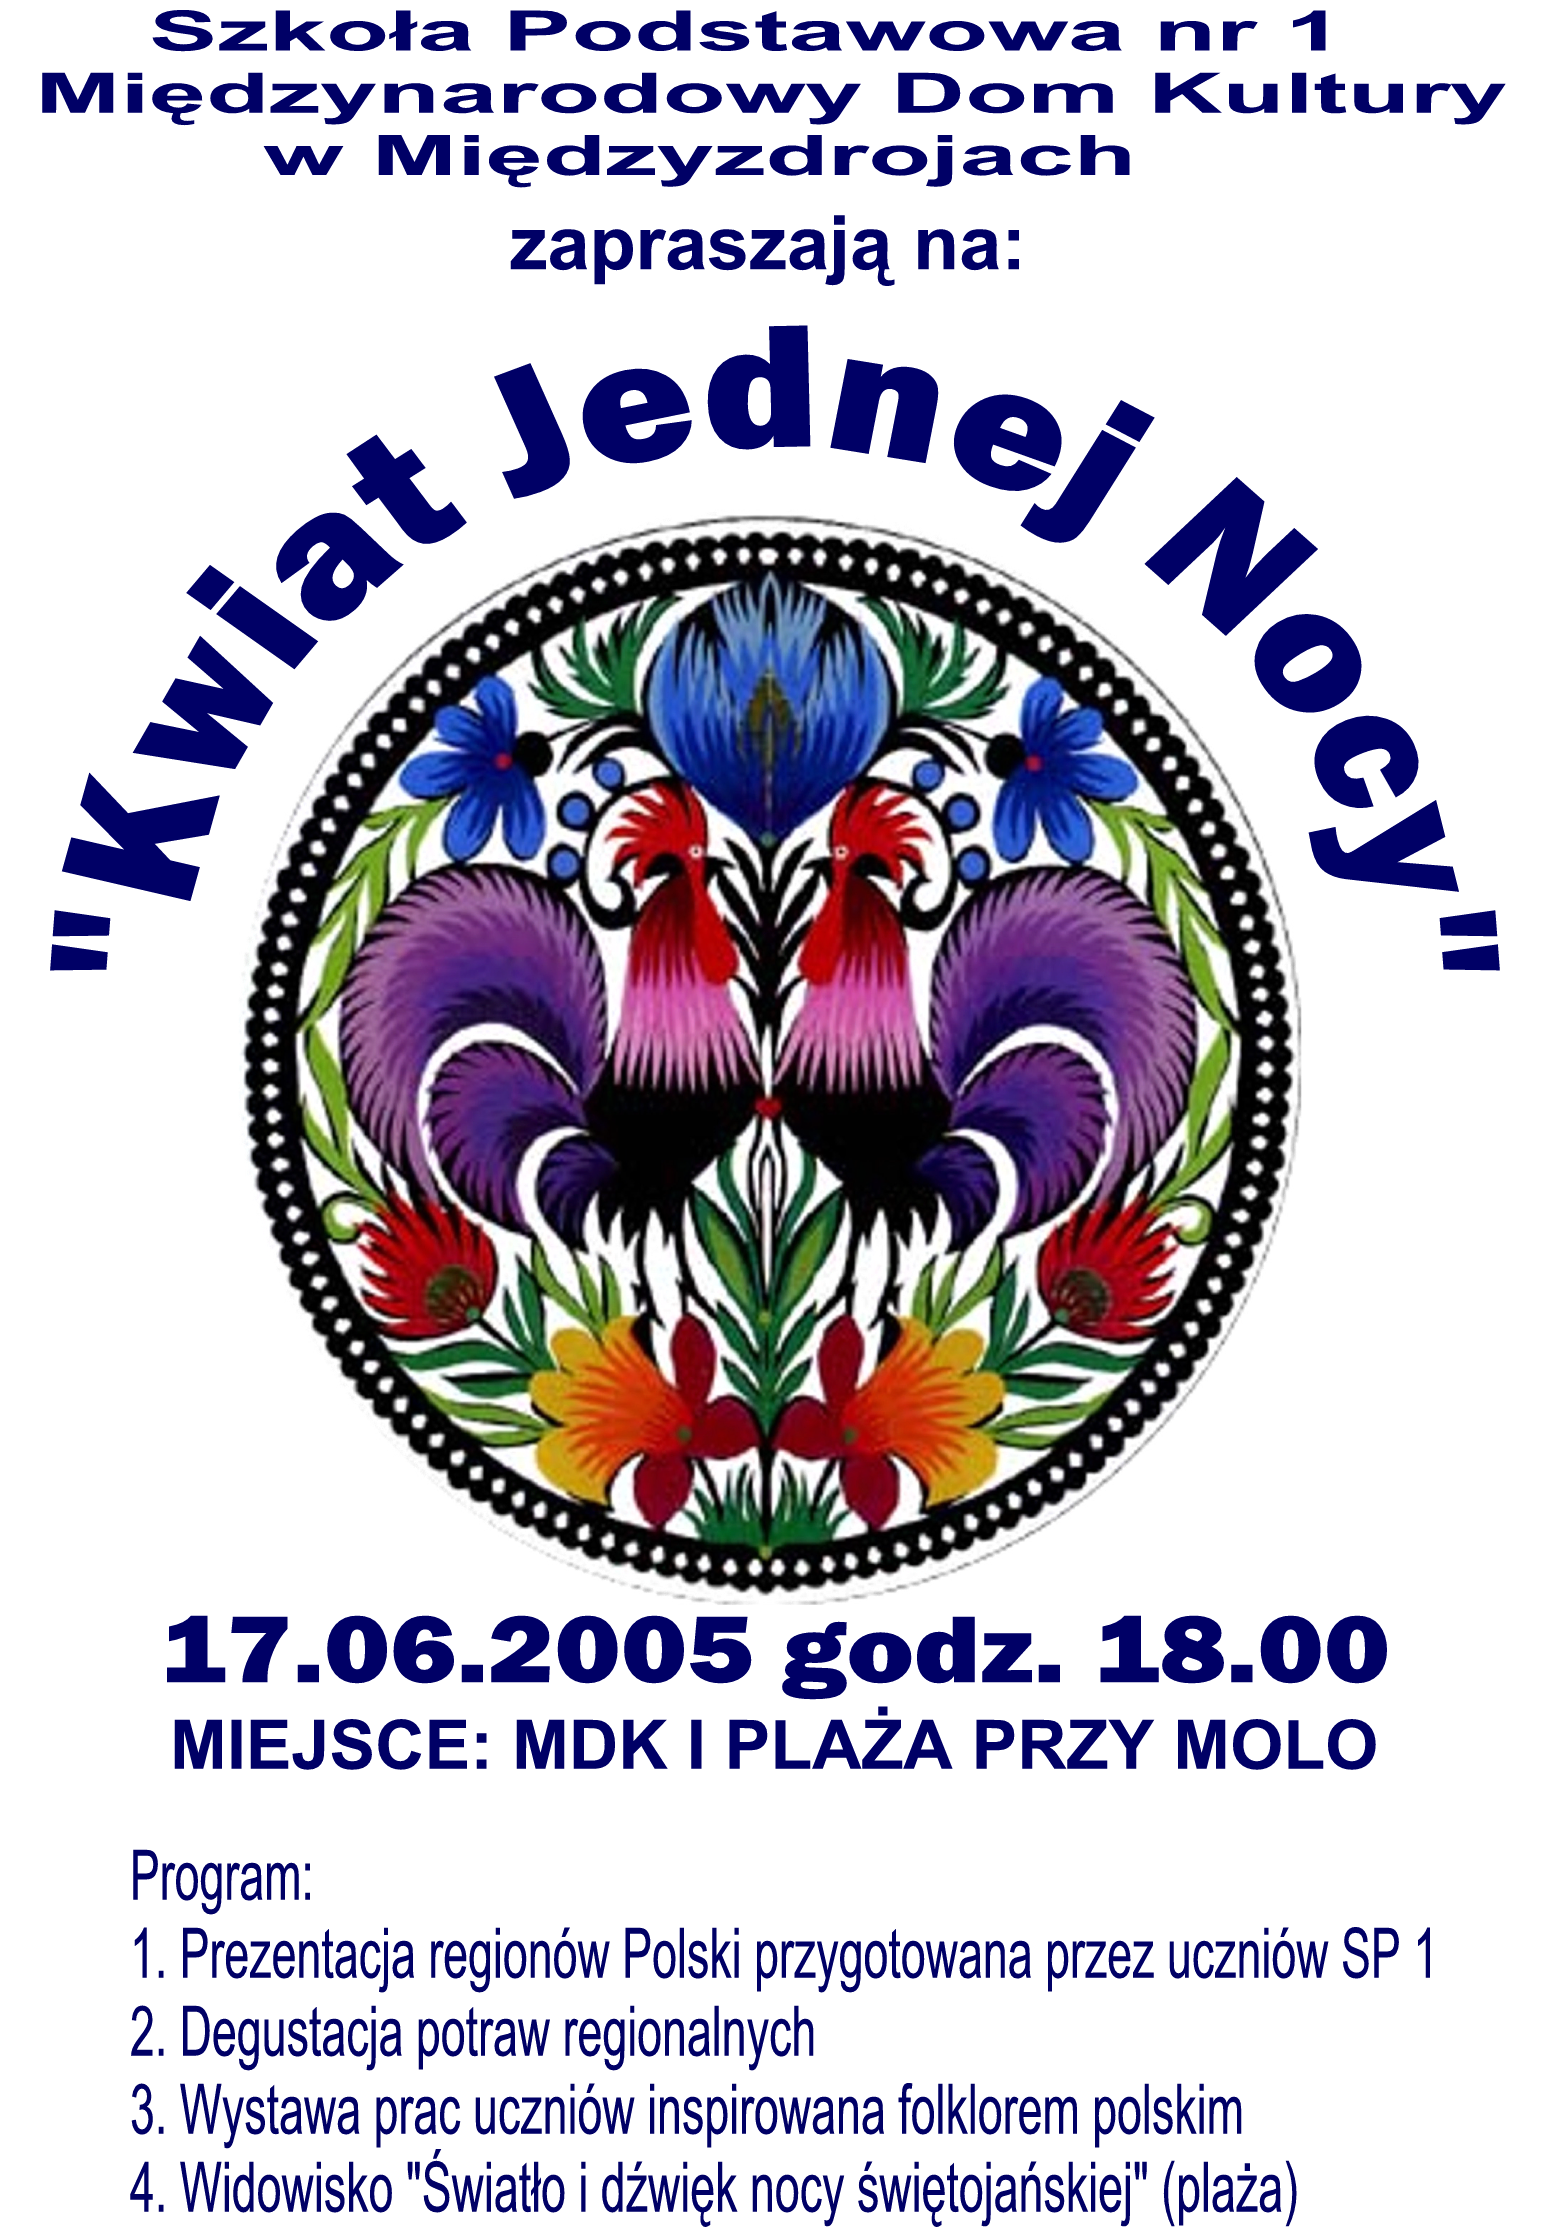 Szkoła Podstawowa nr 1
Międzynarodowy Dom Kultury
w Międzyzdrojach
zapraszają na:
"Kwiat Jednej Nocy"
17.06.2005 godz. 18.00
MIEJSCE: MDK I PLAŻA PRZY MOLO
Program:
1. Prezentacja regionów Polski przygotowana przez uczniów SP 1
2. Degustacja potraw regionalnych
3. Wystawa prac uczniów inspirowana folklorem polskim
4. Widowisko "Światło i dźwięk nocy świętojańskiej" (plaża)